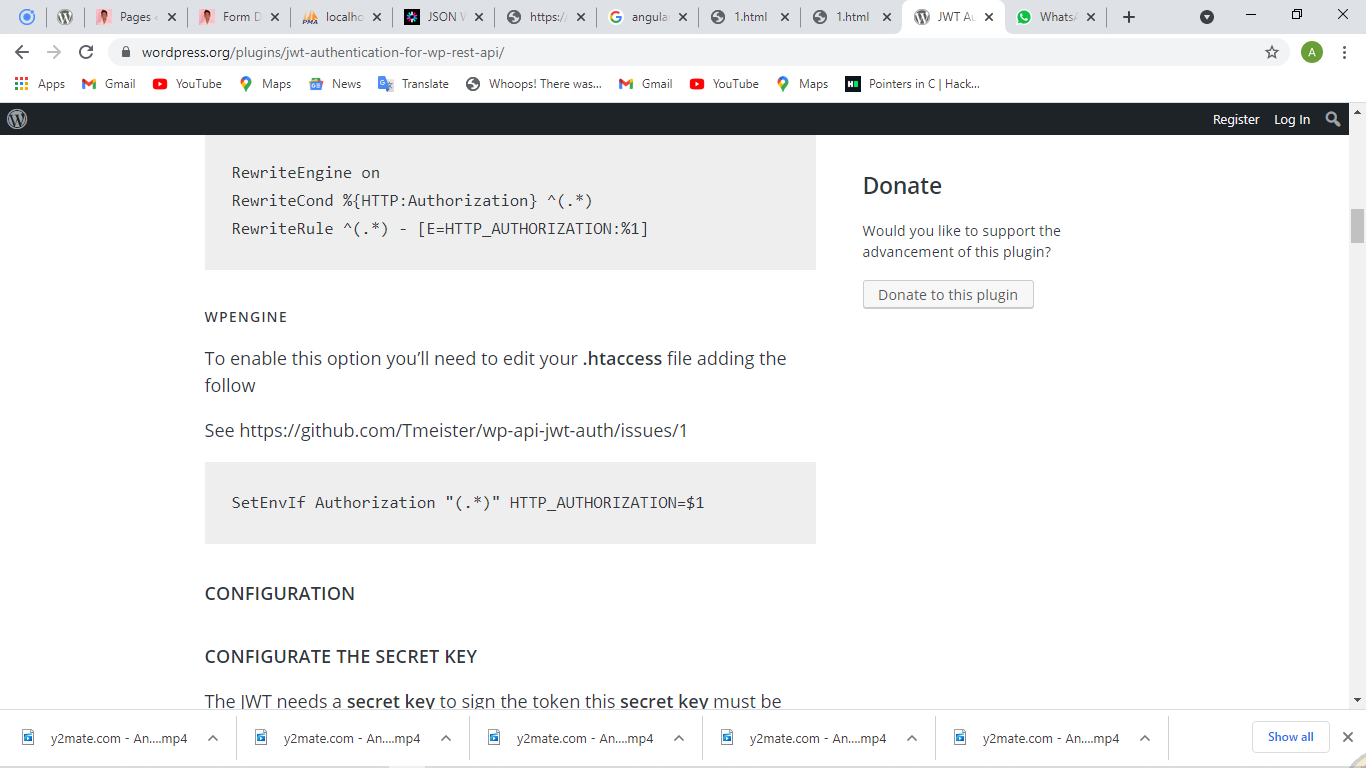 Pages
Form D
localho
JSON W
https:/
angula
1.html
1.html
JWT Au
WhatsA
wordpress.org/plugins/jwt-authentication-for-wp-rest-api/
A
Apps
Gmail
YouTube
Maps
News
Translate
Whoops! There was...
Gmail
YouTube
Maps
Pointers in C | Hack...
Register
Log In
RewriteEngine on
RewriteCond %{HTTP:Authorization} ^(.*)
RewriteRule ^(.*) - [E=HTTP_AUTHORIZATION:%1]
Donate
Would you like to support the
advancement of this plugin?
Donate to this plugin
WPENGINE
To enable this option you’ll need to edit your .htaccess file adding the
follow
See https://github.com/Tmeister/wp-api-jwt-auth/issues/1
SetEnvIf Authorization "(.*)" HTTP_AUTHORIZATION=$1
CONFIGURATION
CONFIGURATE THE SECRET KEY
The JWT needs a secret key to sign the token this secret key must be
y2mate.com - An....mp4
y2mate.com - An....mp4
y2mate.com - An....mp4
y2mate.com - An....mp4
y2mate.com - An....mp4
Show all